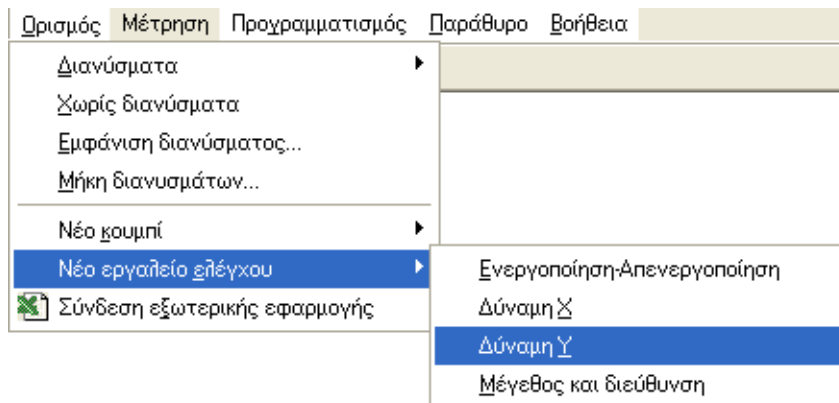 Ορισμός Μέτρηση Προγραμματισμός Παράθυρο Βοήθεια
Διανύσματα
Χωρίς διανύσματα
Εμφάνιση διανύσματος...
Μήκη διανυσμάτων...
Νέο κουμπί
Νέο εργαλείο ελέγχου
Σύνδεση εξωτερικής εφαρμογής
Ενεργοποίηση-Απενεργοποίηση
Δύναμη X
Δύναμη Y
Μέγεθος και διεύθυνση